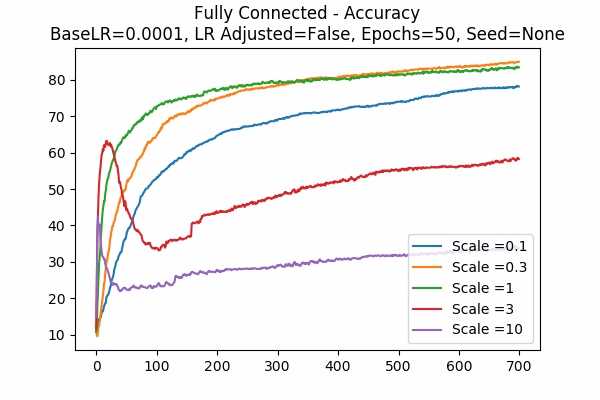 Fully Connected - Accuracy
BaseLR=0.0001, LR Adjusted=False, Epochs=50, Seed=None
80
70
60
50
40
30
20
10
Scale =0.1
Scale =0.3
Scale =1
Scale =3
Scale =10
0 100 200 300 400 500 600 700